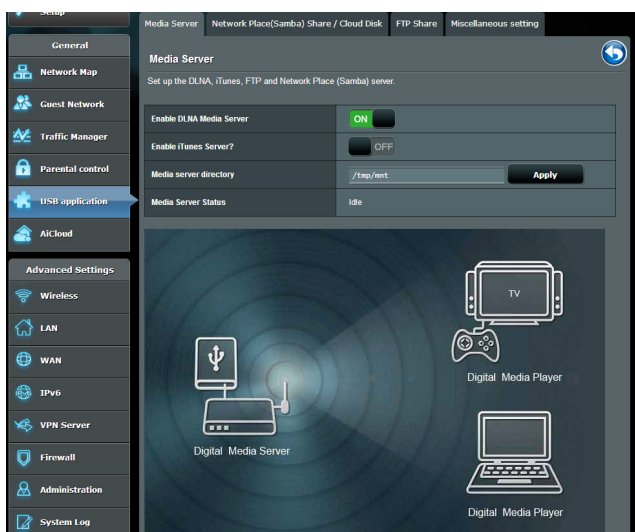 Setup
General
Network Map
Guest Network
Traffic Manager
Parental control
USB application
AiCloud
Advanced Settings
Wireless
LAN
WAN
IPv6
VPN Server
Firewall
Administration
System Log
Media Server
Network Place(Samba) Share / Cloud Disk
FTP Share
Miscellaneous setting
Media Server
Set up the DLNA, iTunes, FTP and Network Place (Samba) server.
Enable DLNA Media Server ON
Enable iTunes Server? OFF
Media server directory /tmp/mnt Apply
Media Server Status Idle
TV
Digital Media Player
Digital Media Server
Digital Media Player